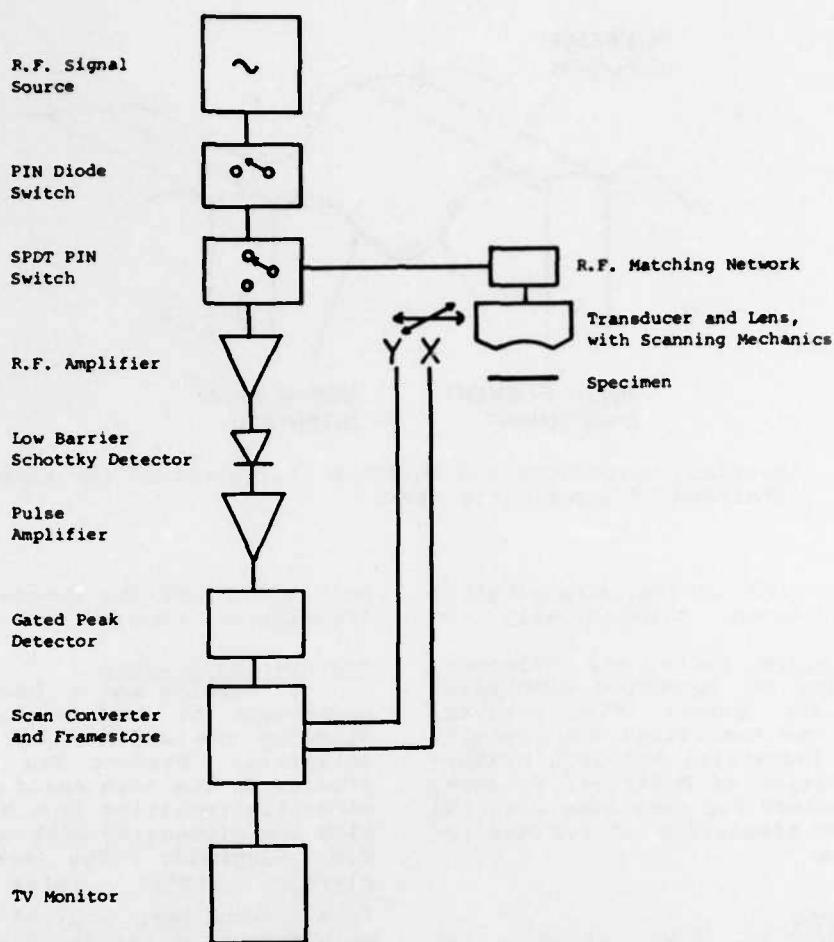 R.F. Signal
Source
PIN Diode
Switch
SPDT PIN
Switch
R.F. Matching Network
Transducer and Lens,
with Scanning Mechanics
Y X
Specimen
R.F. Amplifier
Low Barrier
Schottky Detector
Pulse
Amplifier
Gated Peak
Detector
Scan Converter
and Framestore
TV Monitor